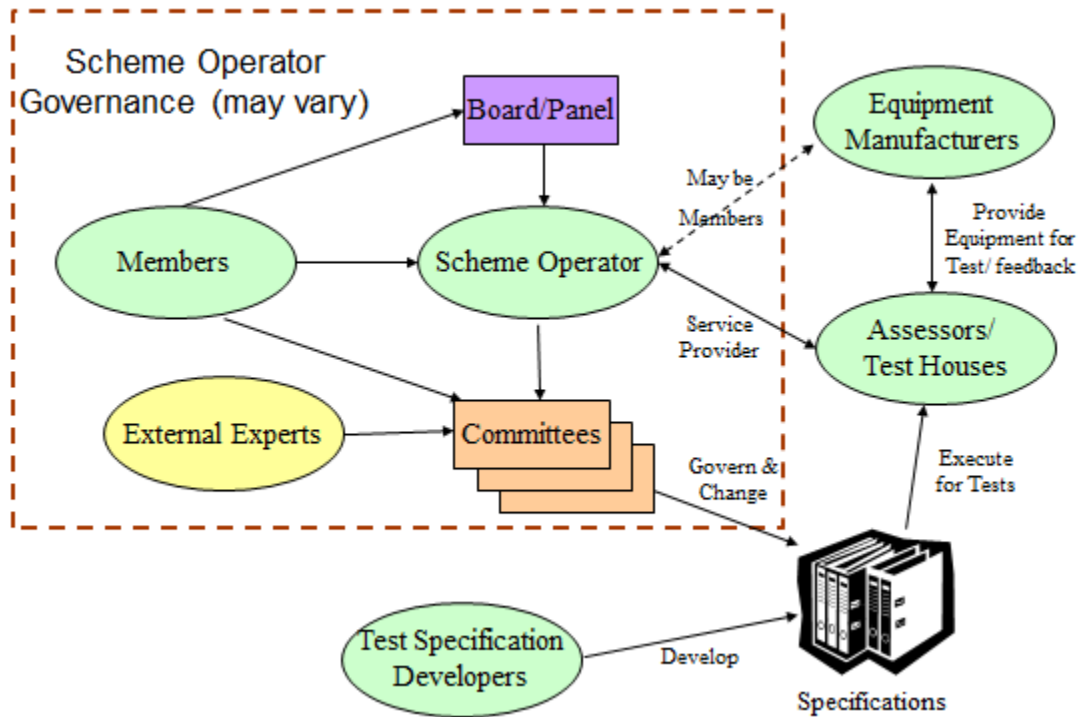 Scheme Operator
Governance (may vary)
Board/Panel
Equipment
Manufacturers
May be
Members
Provide
Equipment for
Test/ feedback
Members
Scheme Operator
Service
Provider
Assessors/
Test Houses
External Experts
Committees
Govern &
Change
Execute
for Tests
Test Specification
Developers
Develop
Specifications